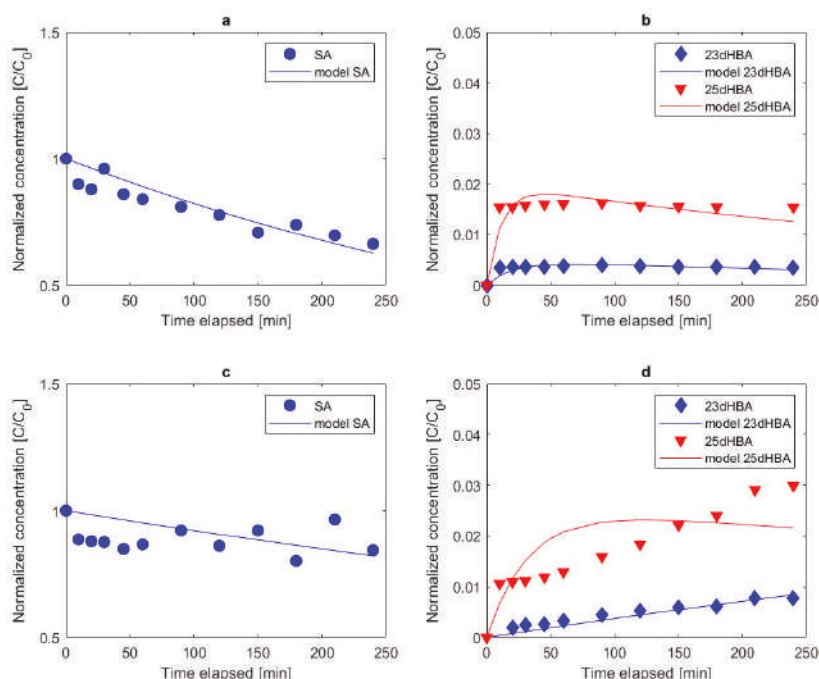 a
1.5
1
0.5
0 50 100 150 200 250
Time elapsed [min]
Normalized concentration [C/C0]
SA
model SA
b
0.05
0.04
0.03
0.02
0.01
0
0 50 100 150 200 250
Time elapsed [min]
Normalized concentration [C/C0]
23dHBA
model 23dHBA
25dHBA
model 25dHBA
c
1.5
1
0.5
0 50 100 150 200 250
Time elapsed [min]
Normalized concentration [C/C0]
SA
model SA
d
0.05
0.04
0.03
0.02
0.01
0
0 50 100 150 200 250
Time elapsed [min]
Normalized concentration [C/C0]
23dHBA
model 23dHBA
25dHBA
model 25dHBA